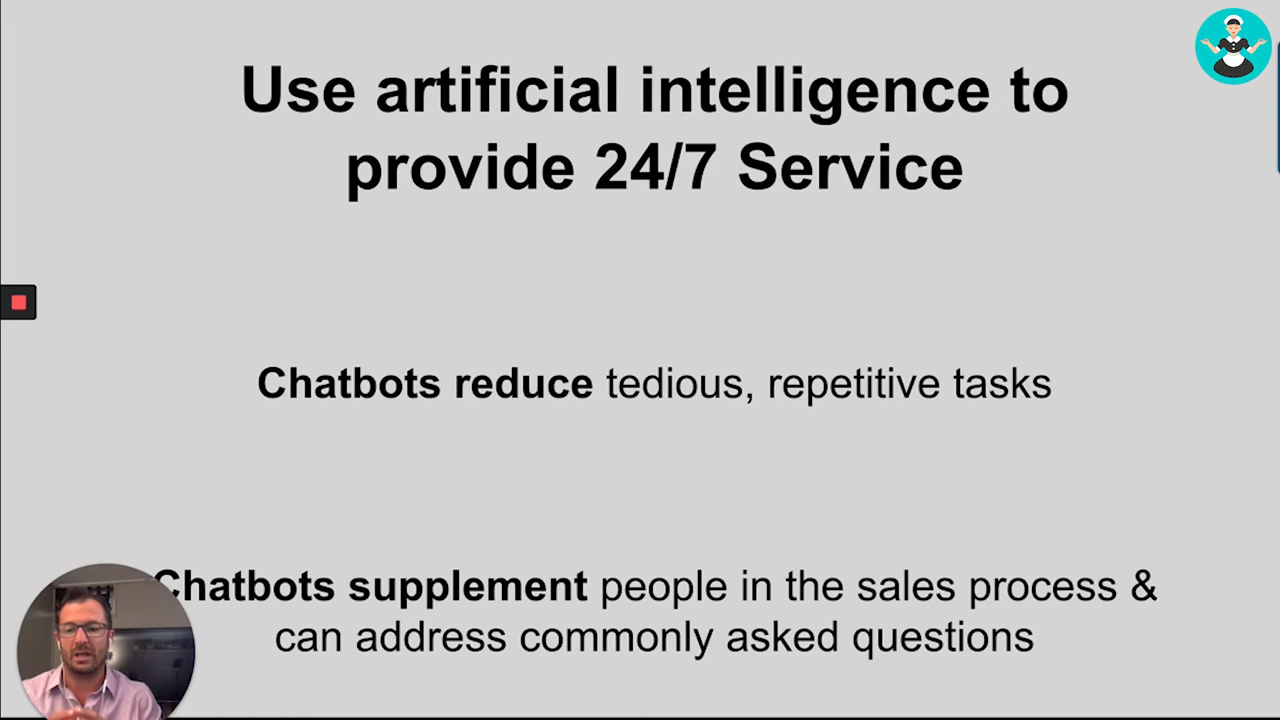 Use artificial intelligence to
provide 24/7 Service
Chatbots reduce tedious, repetitive tasks
Chatbots supplement people in the sales process &
can address commonly asked questions